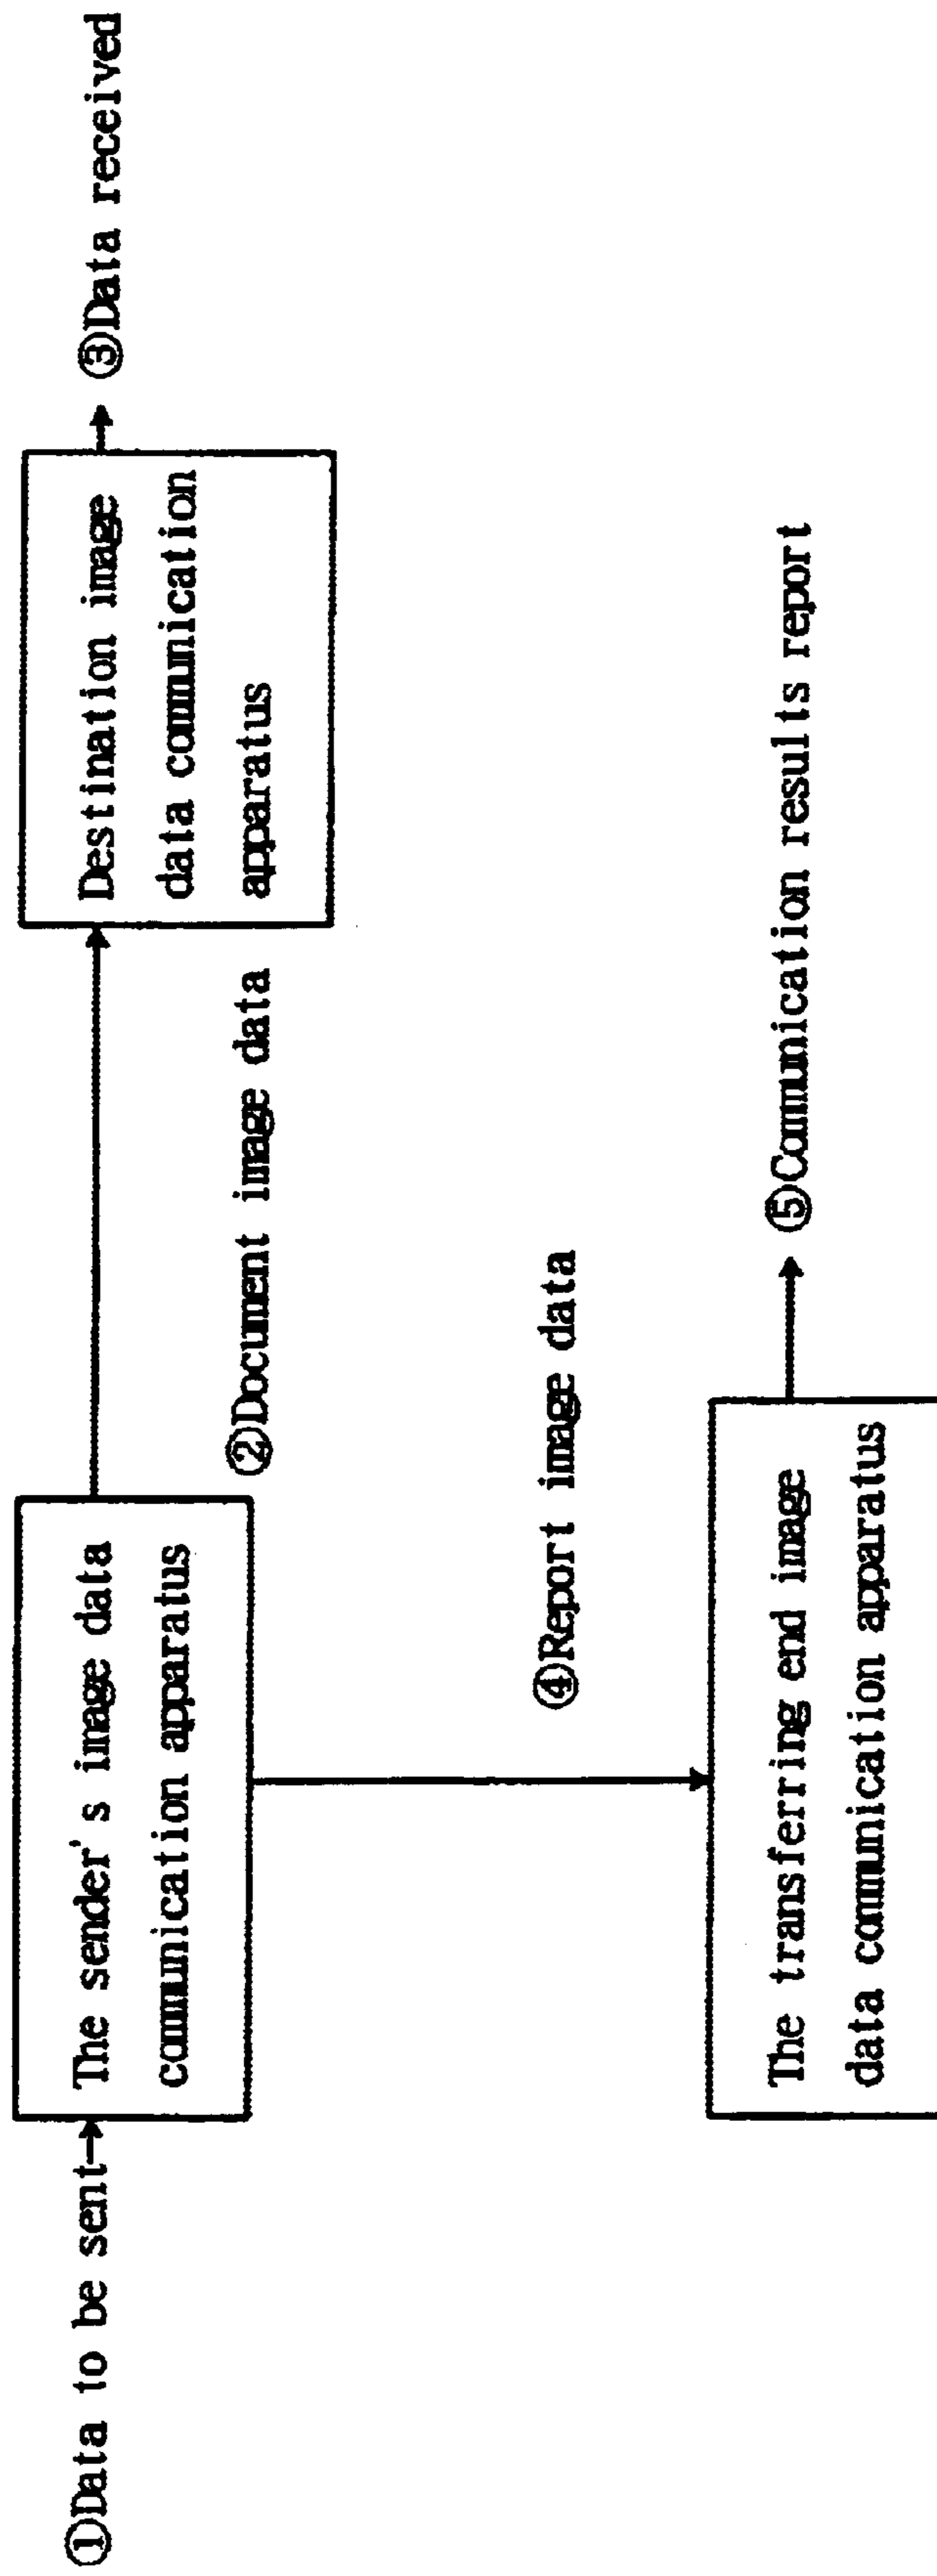 ①Data to be sent
The sender's image data
communication apparatus
②Document image data
Destination image
data communication
apparatus
③Data received
④Report image data
The transferring end image
data communication apparatus
⑤Communication results report